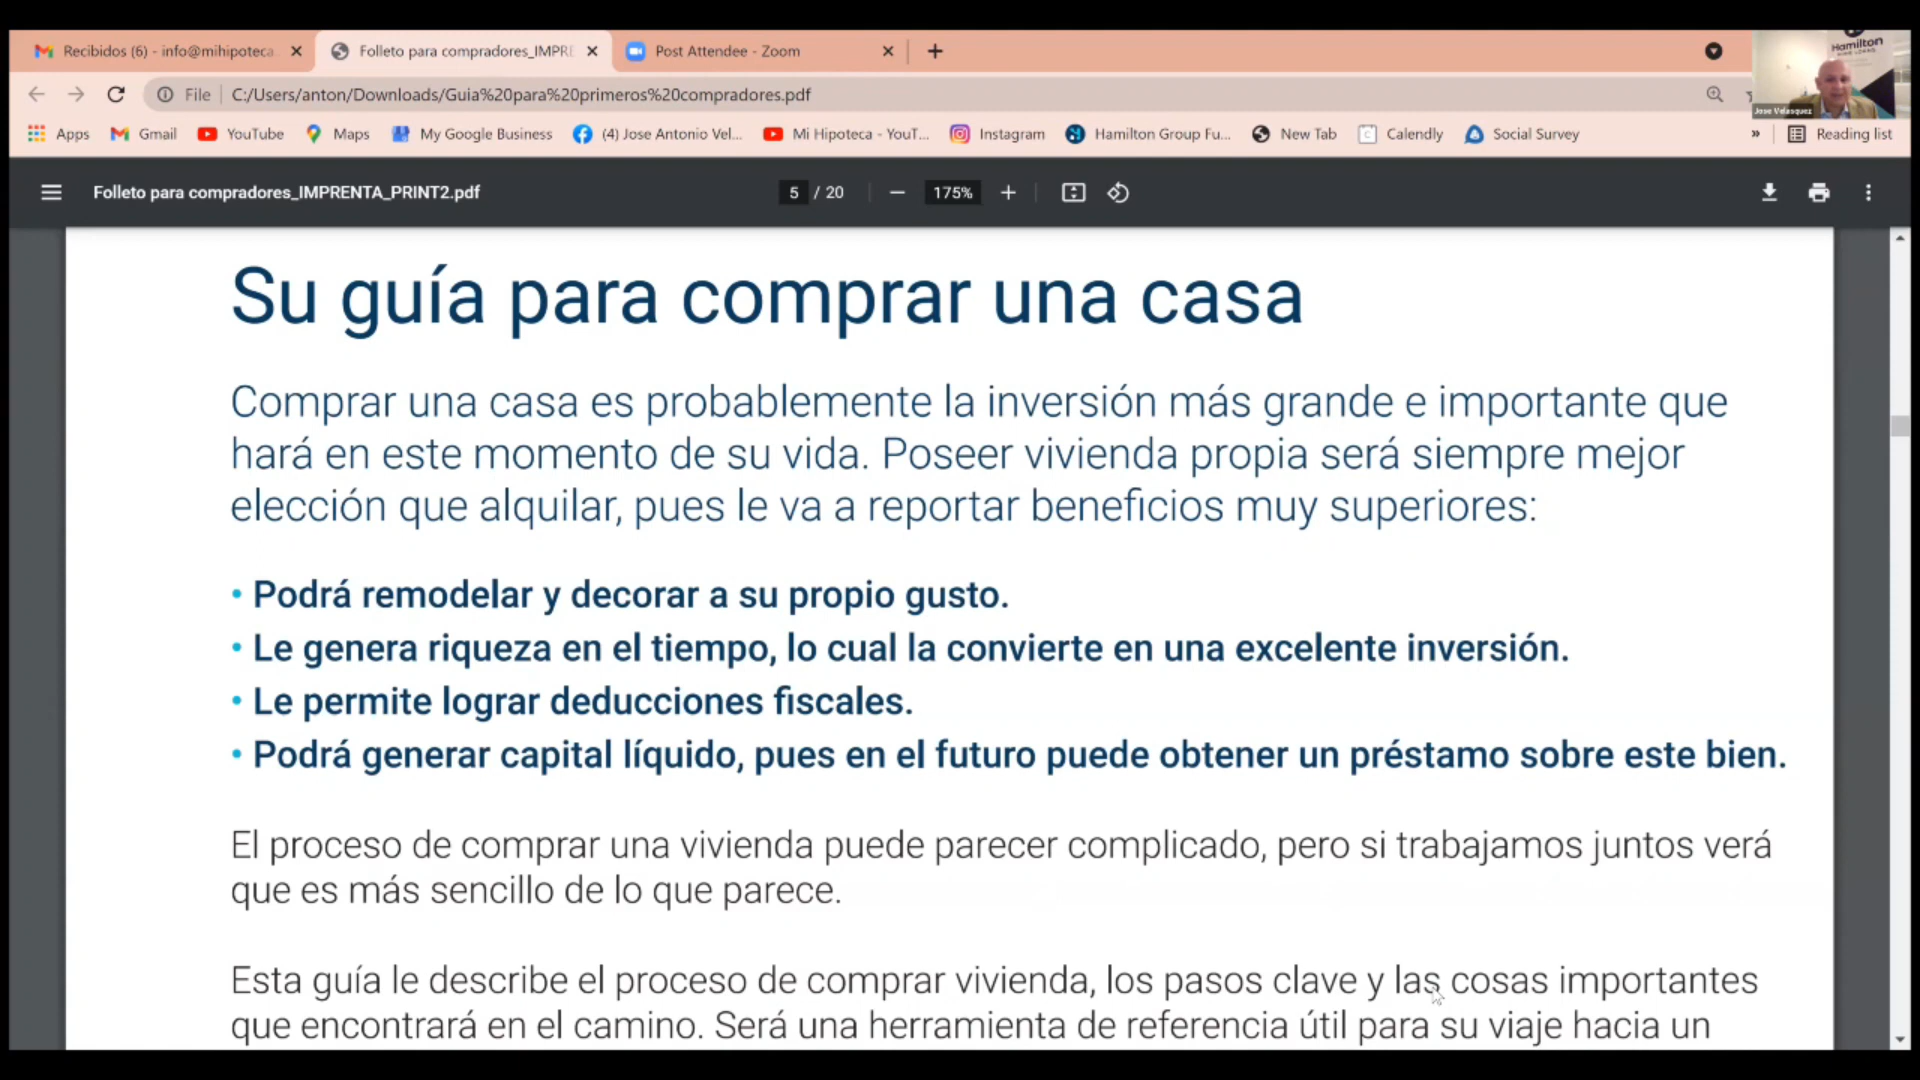 Recibidos (6) - info@mihipoteca
Folleto para compradores_IMPRE
Post Attendee - Zoom
File
C:/Users/anton/Downloads/Guia%20para%20primeros%20compradores.pdf
Hamilton
Jose Velasquez
Apps
Gmail
YouTube
Maps
My Google Business
(4) Jose Antonio Vel...
Mi Hipoteca - YouT...
Instagram
Hamilton Group Fu...
New Tab
Calendly
Social Survey
»
Reading list
Folleto para compradores_IMPRENTA_PRINT2.pdf
5 / 20
175%
Su guía para comprar una casa
Comprar una casa es probablemente la inversión más grande e importante que
hará en este momento de su vida. Poseer vivienda propia será siempre mejor
elección que alquilar, pues le va a reportar beneficios muy superiores:
• Podrá remodelar y decorar a su propio gusto.
• Le genera riqueza en el tiempo, lo cual la convierte en una excelente inversión.
• Le permite lograr deducciones fiscales.
• Podrá generar capital líquido, pues en el futuro puede obtener un préstamo sobre este bien.
El proceso de comprar una vivienda puede parecer complicado, pero si trabajamos juntos verá
que es más sencillo de lo que parece.
Esta guía le describe el proceso de comprar vivienda, los pasos clave y las cosas importantes
que encontrará en el camino. Será una herramienta de referencia útil para su viaje hacia un